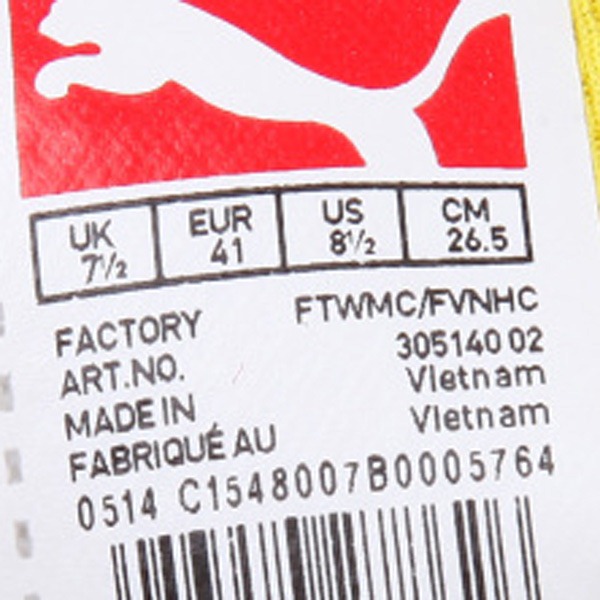 UK EUR US CM
7½ 41 8½ 26.5
FACTORY FTWMC/FVNHC
ART.NO. 305140 02
MADE IN Vietnam
FABRIQUÉ AU Vietnam
0514 C1548007B0005764